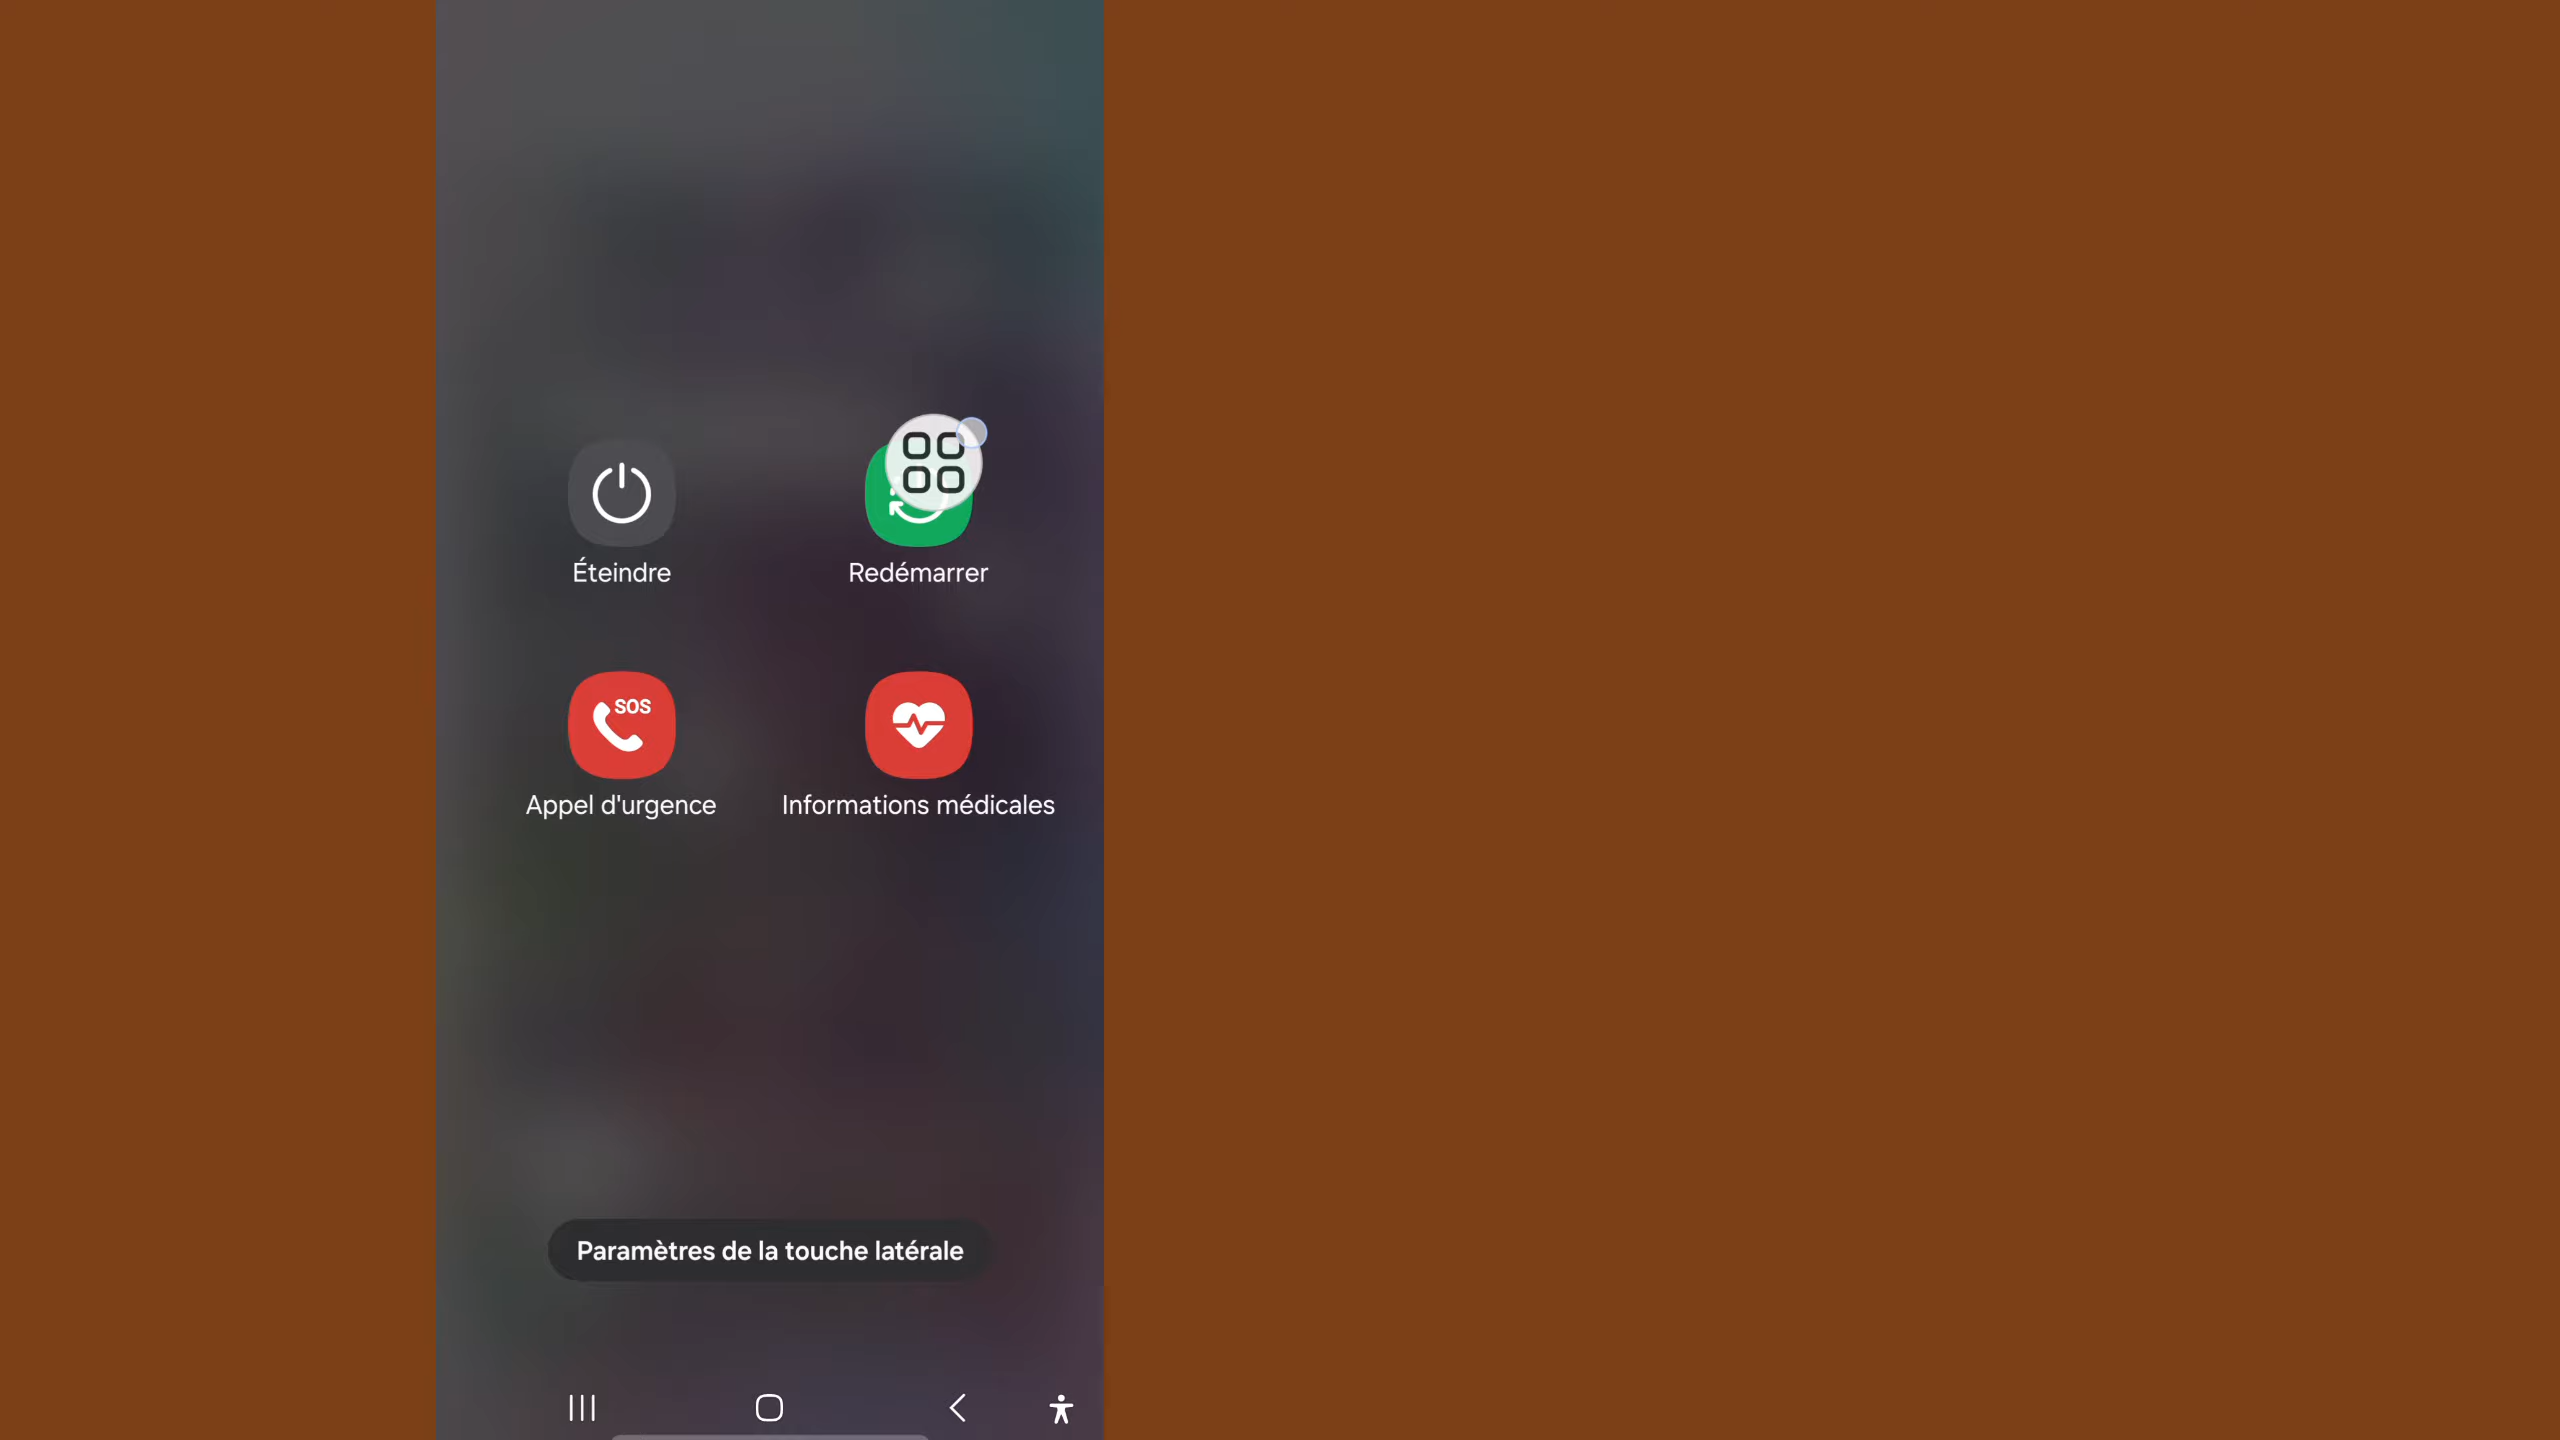 Éteindre
Redémarrer
SOS
Appel d'urgence
Informations médicales
Paramètres de la touche latérale